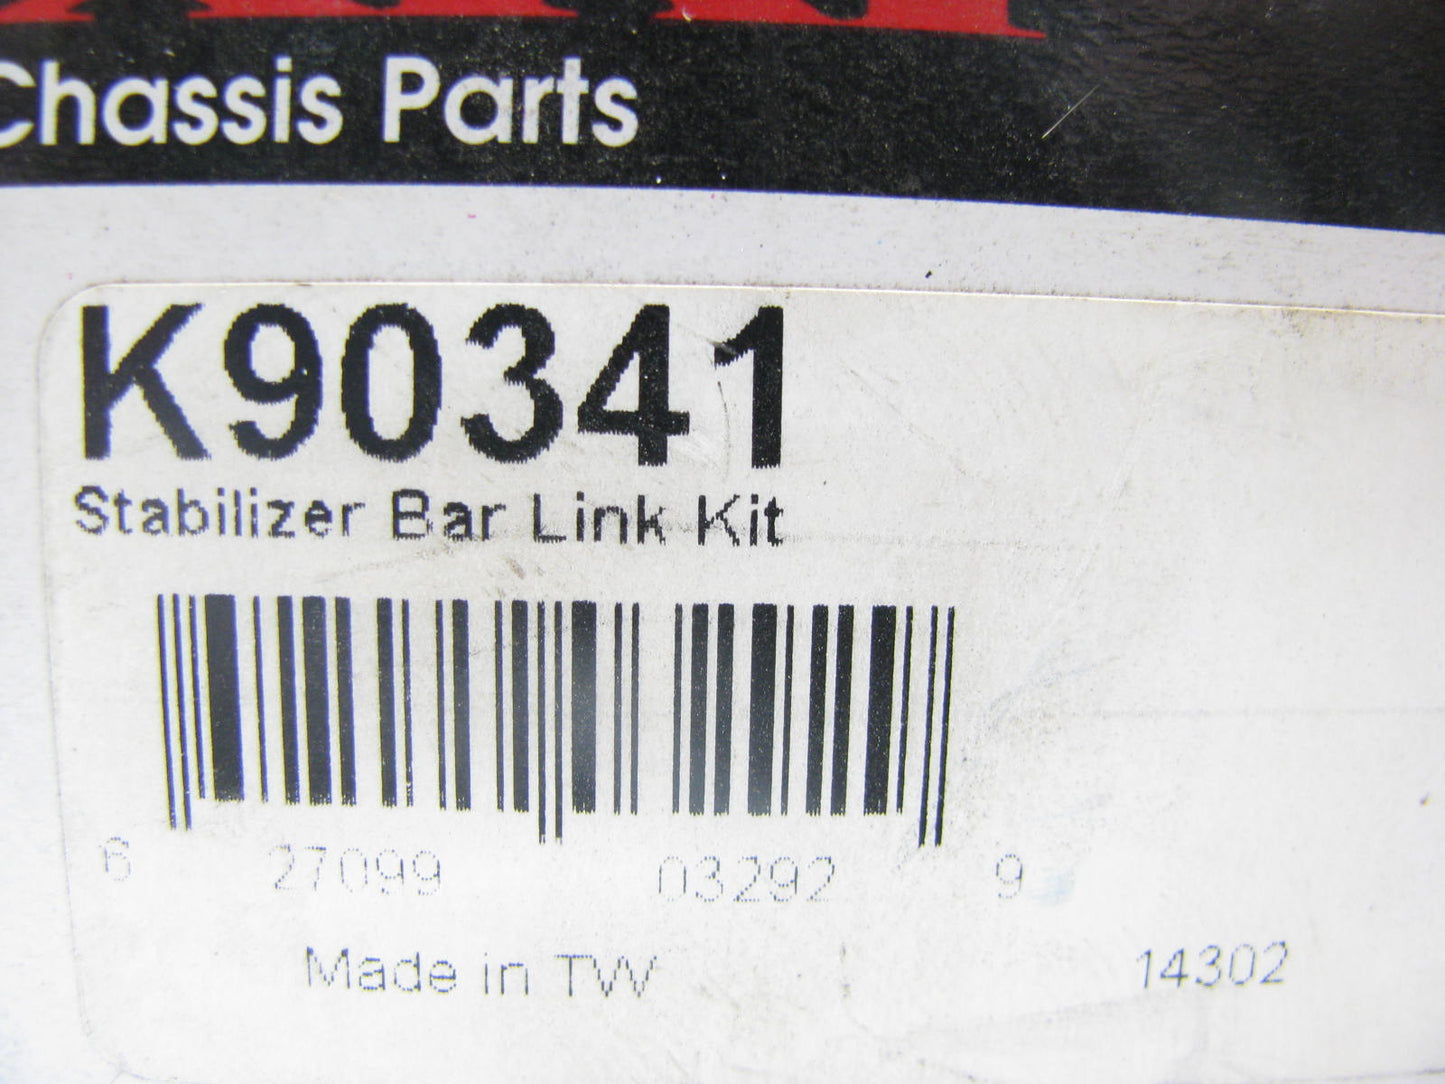 Chassis Parts
K90341
Stabilizer Bar Link Kit
6 27099 03292 9
Made in TW 14302